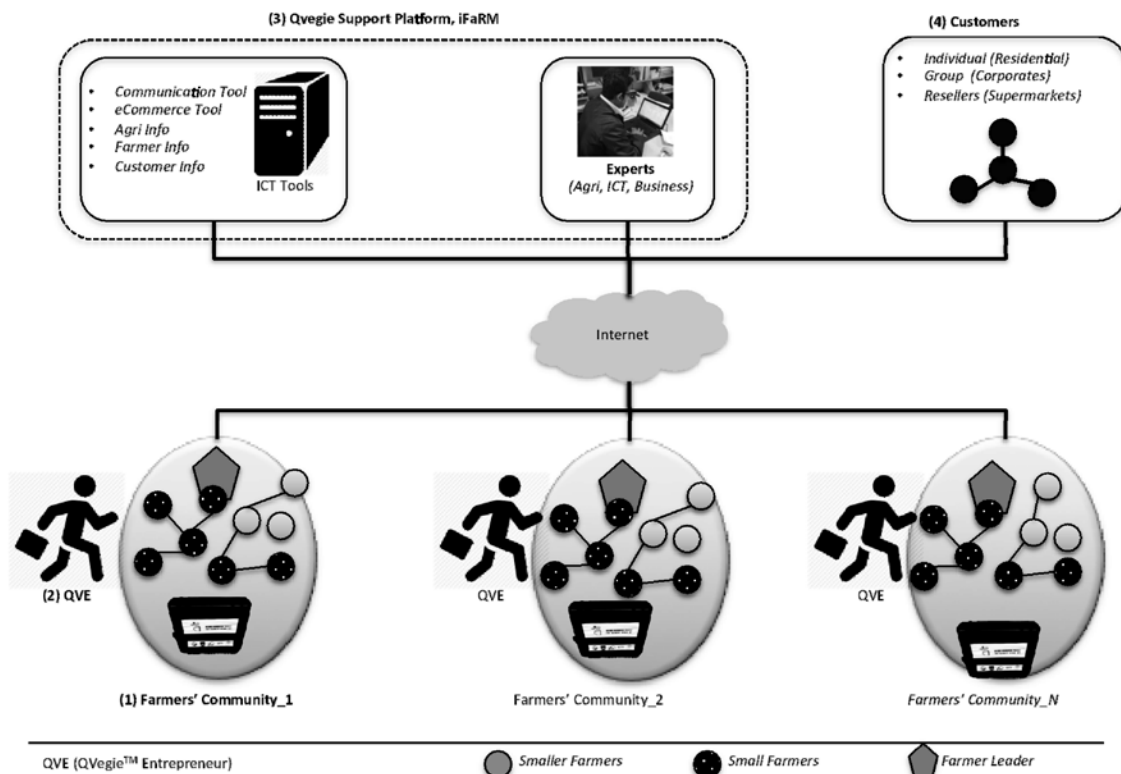 (3) Qvegie Support Platform, iFaRM
(4) Customers
• Communication Tool
• eCommerce Tool
• Agri Info
• Farmer Info
• Customer Info
ICT Tools
Experts
(Agri, ICT, Business}
• Individual (Residential}
• Group (Corporates}
• Resellers (Supermarkets}
Internet
(2) QVE
QVE
QVE
(1) Farmers’ Community_1
Farmers’ Community_2
Farmers’ Community_N
QVE (QVegie™ Entrepreneur)
Smaller Farmers
Small Farmers
Farmer Leader